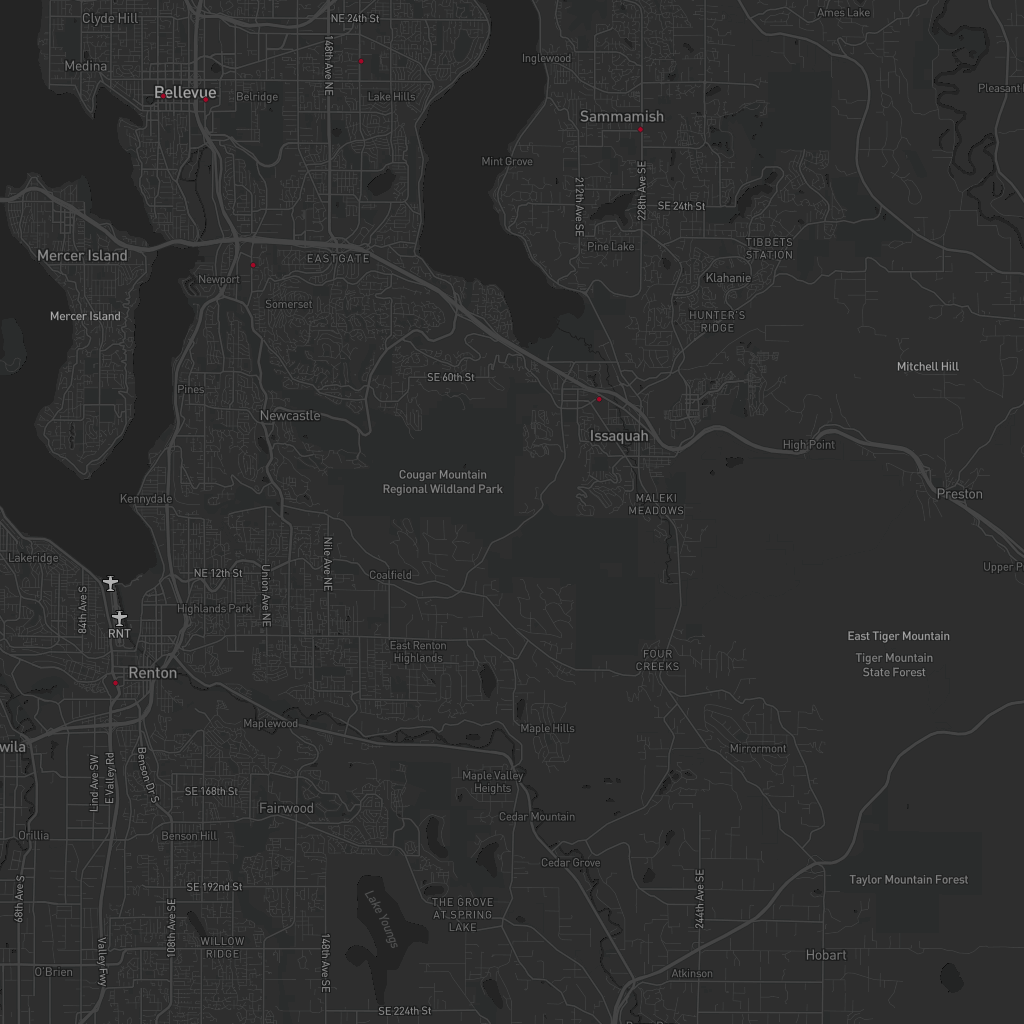 Clyde Hill
NE 24th St
Ames Lake
148th Ave NE
Inglewood
Medina
Bellevue
Belridge
Lake Hills
Pleasant
Sammamish
Mint Grove
212th Ave SE
228th Ave SE
SE 24th St
Mercer Island
EASTGATE
Pine Lake
TIBBETS
STATION
Newport
Klahanie
Somerset
Mercer Island
HUNTER'S
RIDGE
Mitchell Hill
SE 60th St
Pines
Newcastle
Issaquah
High Point
Cougar Mountain
Regional Wildland Park
Kennydale
MALEKI
MEADOWS
Preston
Lakeridge
Nile Ave NE
NE 12th St
Coalfield
Upper
84th Ave S
Union Ave NE
Highlands Park
RNT
East Renton
Highlands
East Tiger Mountain
FOUR
CREEKS
Tiger Mountain
State Forest
Renton
Maplewood
Maple Hills
wila
Mirrormont
Lind Ave SW
E Valley Rd
Benson Dr S
Maple Valley
Heights
SE 168th St
Fairwood
Cedar Mountain
Orillia
Benson Hill
Cedar Grove
68th Ave S
SE 192nd St
Taylor Mountain Forest
244th Ave SE
108th Ave SE
Lake Youngs
THE GROVE
AT SPRING
LAKE
WILLOW
RIDGE
148th Ave SE
Valley Fwy
Hobart
O'Brien
Atkinson
SE 224th St